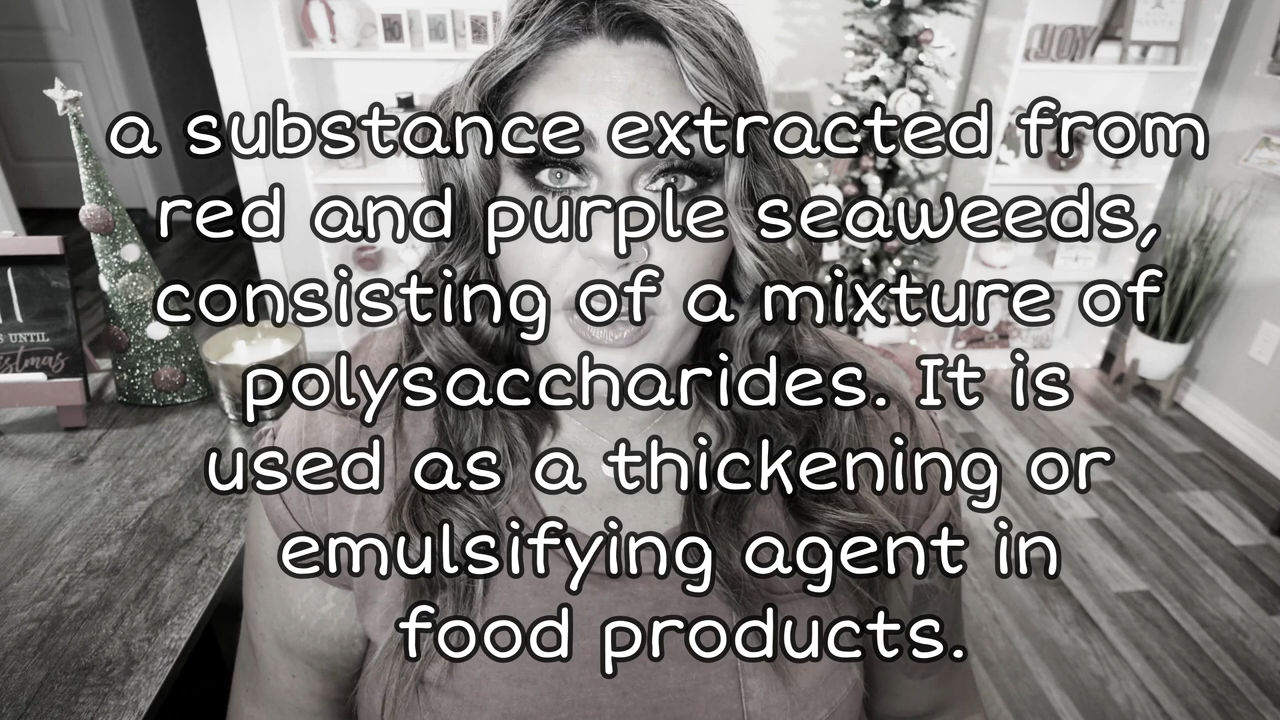 JOY
a substance extracted from
red and purple seaweeds,
consisting of a mixture of
polysaccharides. It is
used as a thickening or
emulsifying agent in
food products.
S UNTIL
stmas